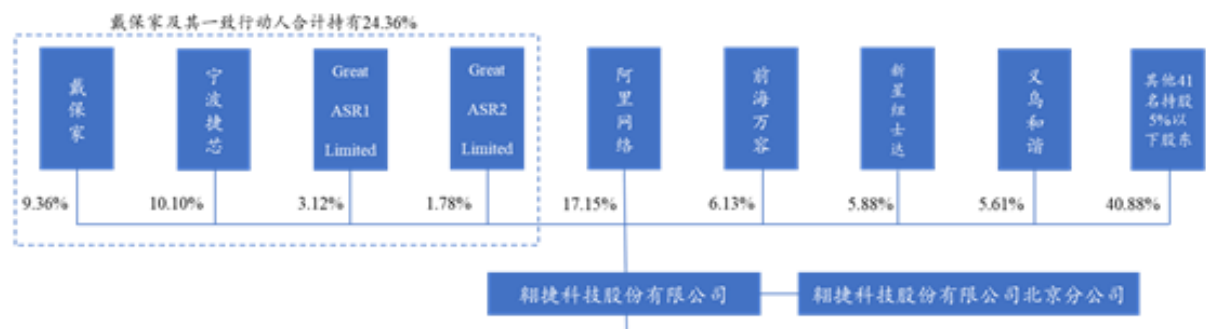 戴保家及其一致行动人合计持有24.36%
戴保家
宁波捷芯
Great
ASR1
Limited
Great
ASR2
Limited
阿里网络
前海万容
新星纽士达
义乌和谐
其他41
名持股
5%以
下股东
9.36%
10.10%
3.12%
1.78%
17.15%
6.13%
5.88%
5.61%
40.88%
翱捷科技股份有限公司
翱捷科技股份有限公司北京分公司